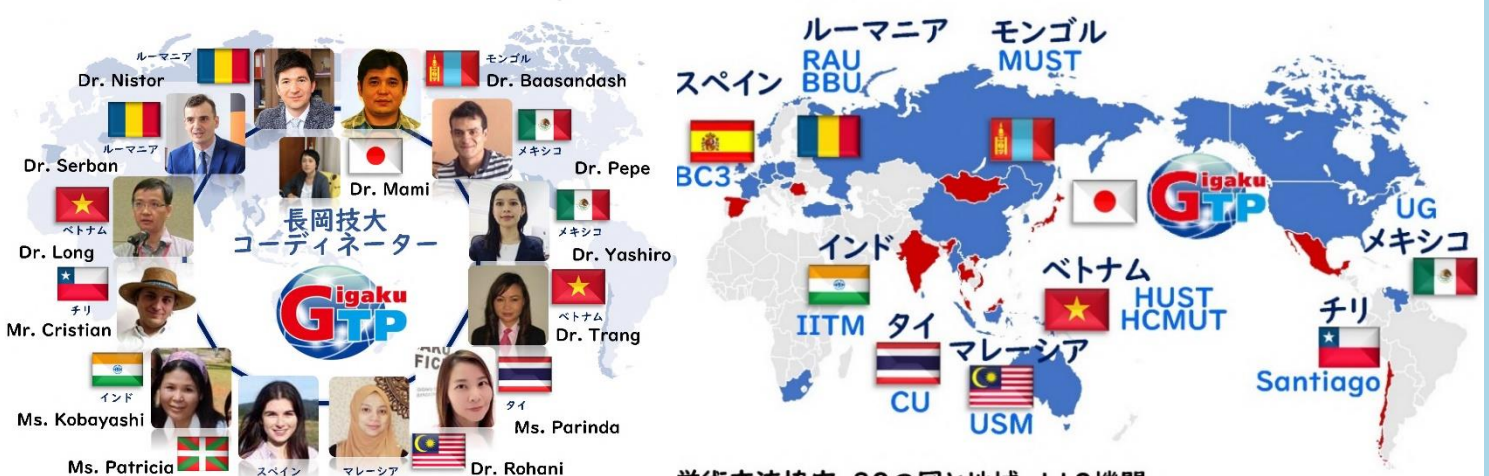 ルーマニア
Dr. Nistor
モンゴル
Dr. Baasandash
ルーマニア
Dr. Serban
メキシコ
Dr. Pepe
Dr. Mami
ベトナム
Dr. Long
長岡技大
コーディネーター
メキシコ
Dr. Yashiro
チリ
Mr. Cristian
Gigaku
GTP
ベトナム
Dr. Trang
FIC
インド
Ms. Kobayashi
タイ
Ms. Parinda
Ms. Patricia
スペイン
マレーシア
Dr. Rohani
ルーマニア
RAU
BBU
モンゴル
MUST
スペイン
BC3
Gigaku
GTP
UG
メキシコ
インド
IITM
ベトナム
HUST
HCMUT
タイ
CU
マレーシア
USM
チリ
Santiago